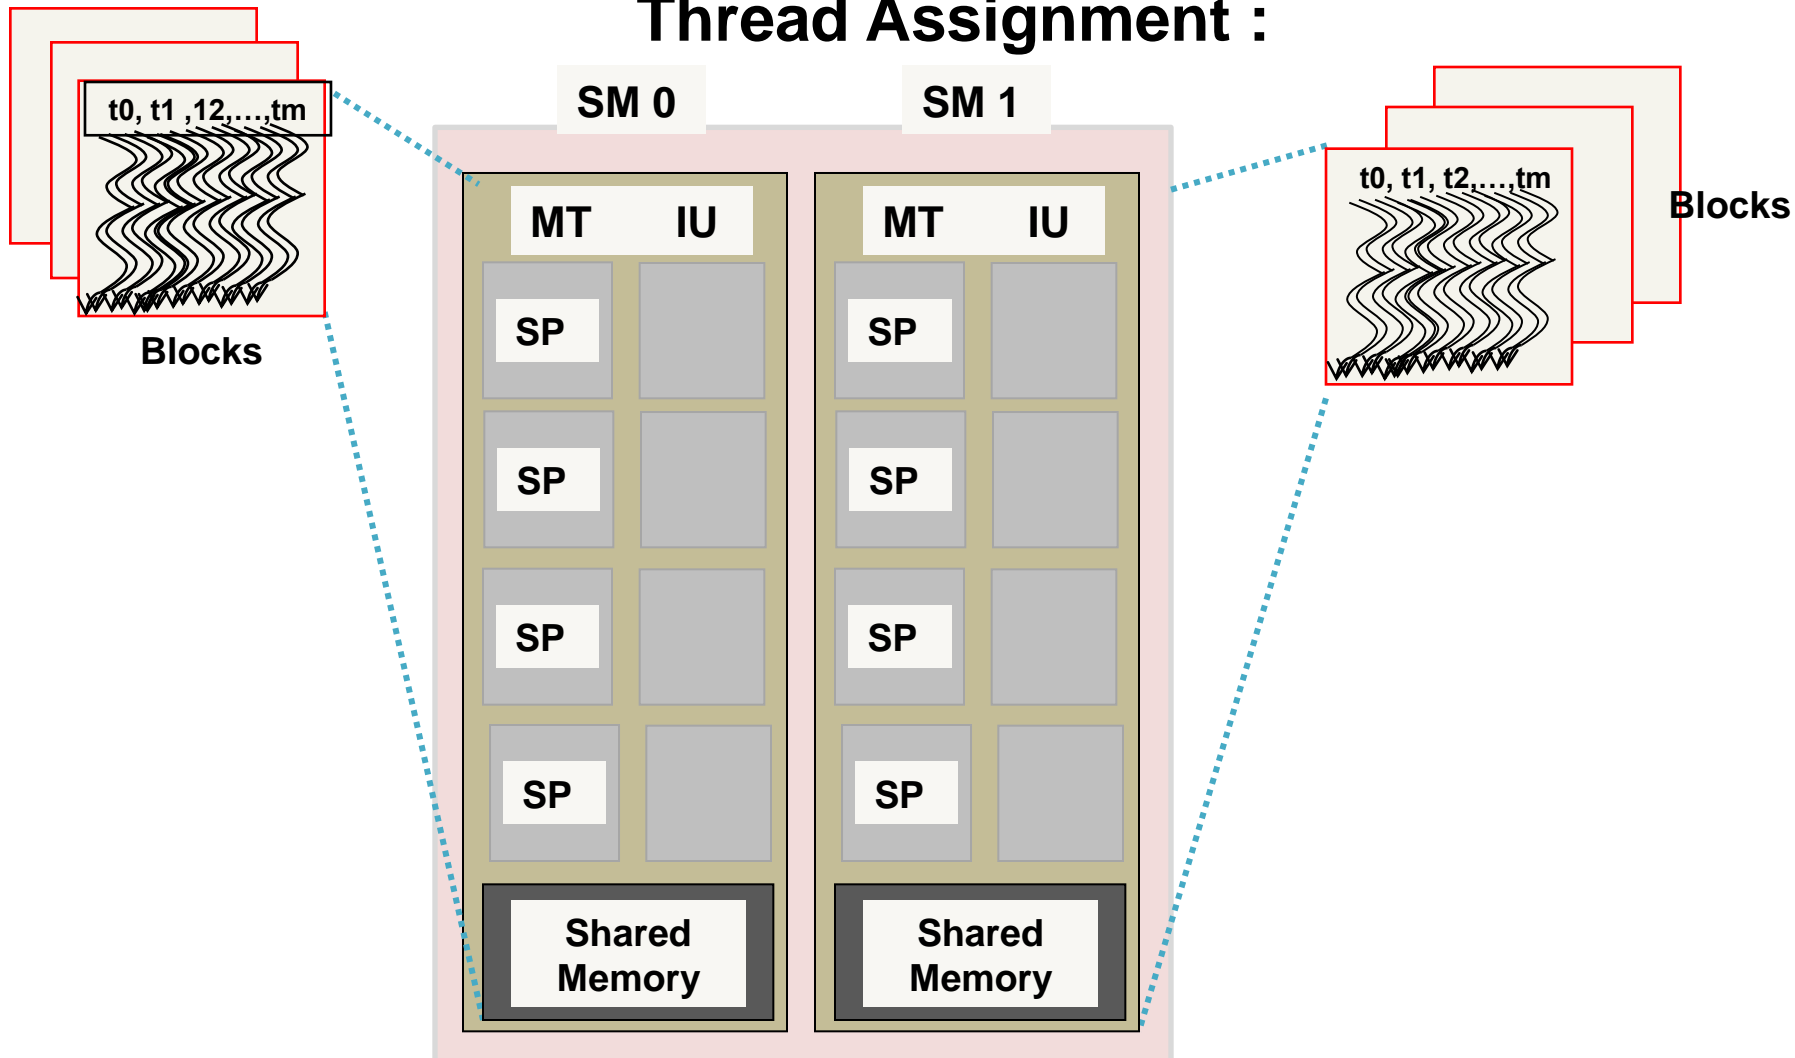 Thread Assignment :
SM 0
SM 1
t0, t1 ,12,…,tm
Blocks
t0, t1, t2,…,tm
Blocks
MT IU
SP
SP
SP
SP
Shared
Memory
MT IU
SP
SP
SP
SP
Shared
Memory